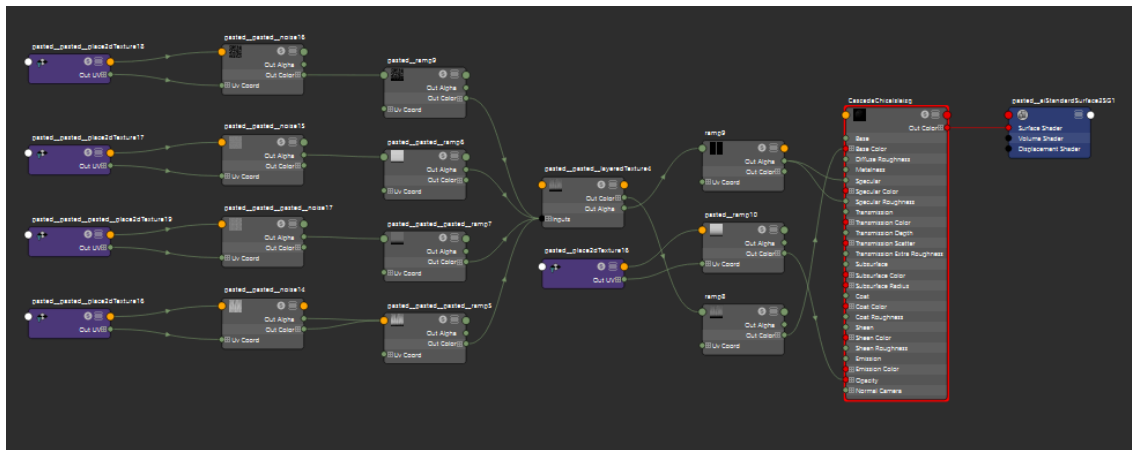 pasted__pasted__place2dTexture18
Out UV
pasted__pasted__noise16
Out Alpha
Out Color
Uv Coord
pasted__ramp9
Out Alpha
Out Color
Uv Coord
pasted__pasted__place2dTexture17
Out UV
pasted__pasted__noise15
Out Alpha
Out Color
Uv Coord
pasted__pasted__ramp6
Out Alpha
Out Color
Uv Coord
pasted__pasted__pasted__place2dTexture19
Out UV
pasted__pasted__pasted__noise17
Out Alpha
Out Color
Uv Coord
pasted__pasted__ramp7
Out Alpha
Out Color
Uv Coord
pasted__pasted__place2dTexture16
Out UV
pasted__pasted__noise14
Out Alpha
Out Color
Uv Coord
pasted__pasted__pasted__ramp5
Out Alpha
Out Color
Uv Coord
pasted__pasted__layeredTexture4
Out Color
Out Alpha
Inputs
pasted__place2dTexture16
Out UV
ramp9
Out Alpha
Out Color
Uv Coord
pasted__ramp10
Out Alpha
Out Color
Uv Coord
ramp8
Out Alpha
Out Color
Uv Coord
Out Color
Base
Base Color
Diffuse Roughness
Metalness
Specular
Specular Color
Specular Roughness
Transmission
Transmission Color
Transmission Depth
Transmission Scatter
Transmission Extra Roughness
Subsurface
Subsurface Color
Subsurface Radius
Coat
Coat Color
Coat Roughness
Sheen
Sheen Color
Sheen Roughness
Emission
Emission Color
Opacity
Normal Camera
pasted__aiStandardSurface3SG1
Surface Shader
Volume Shader
Displacement Shader